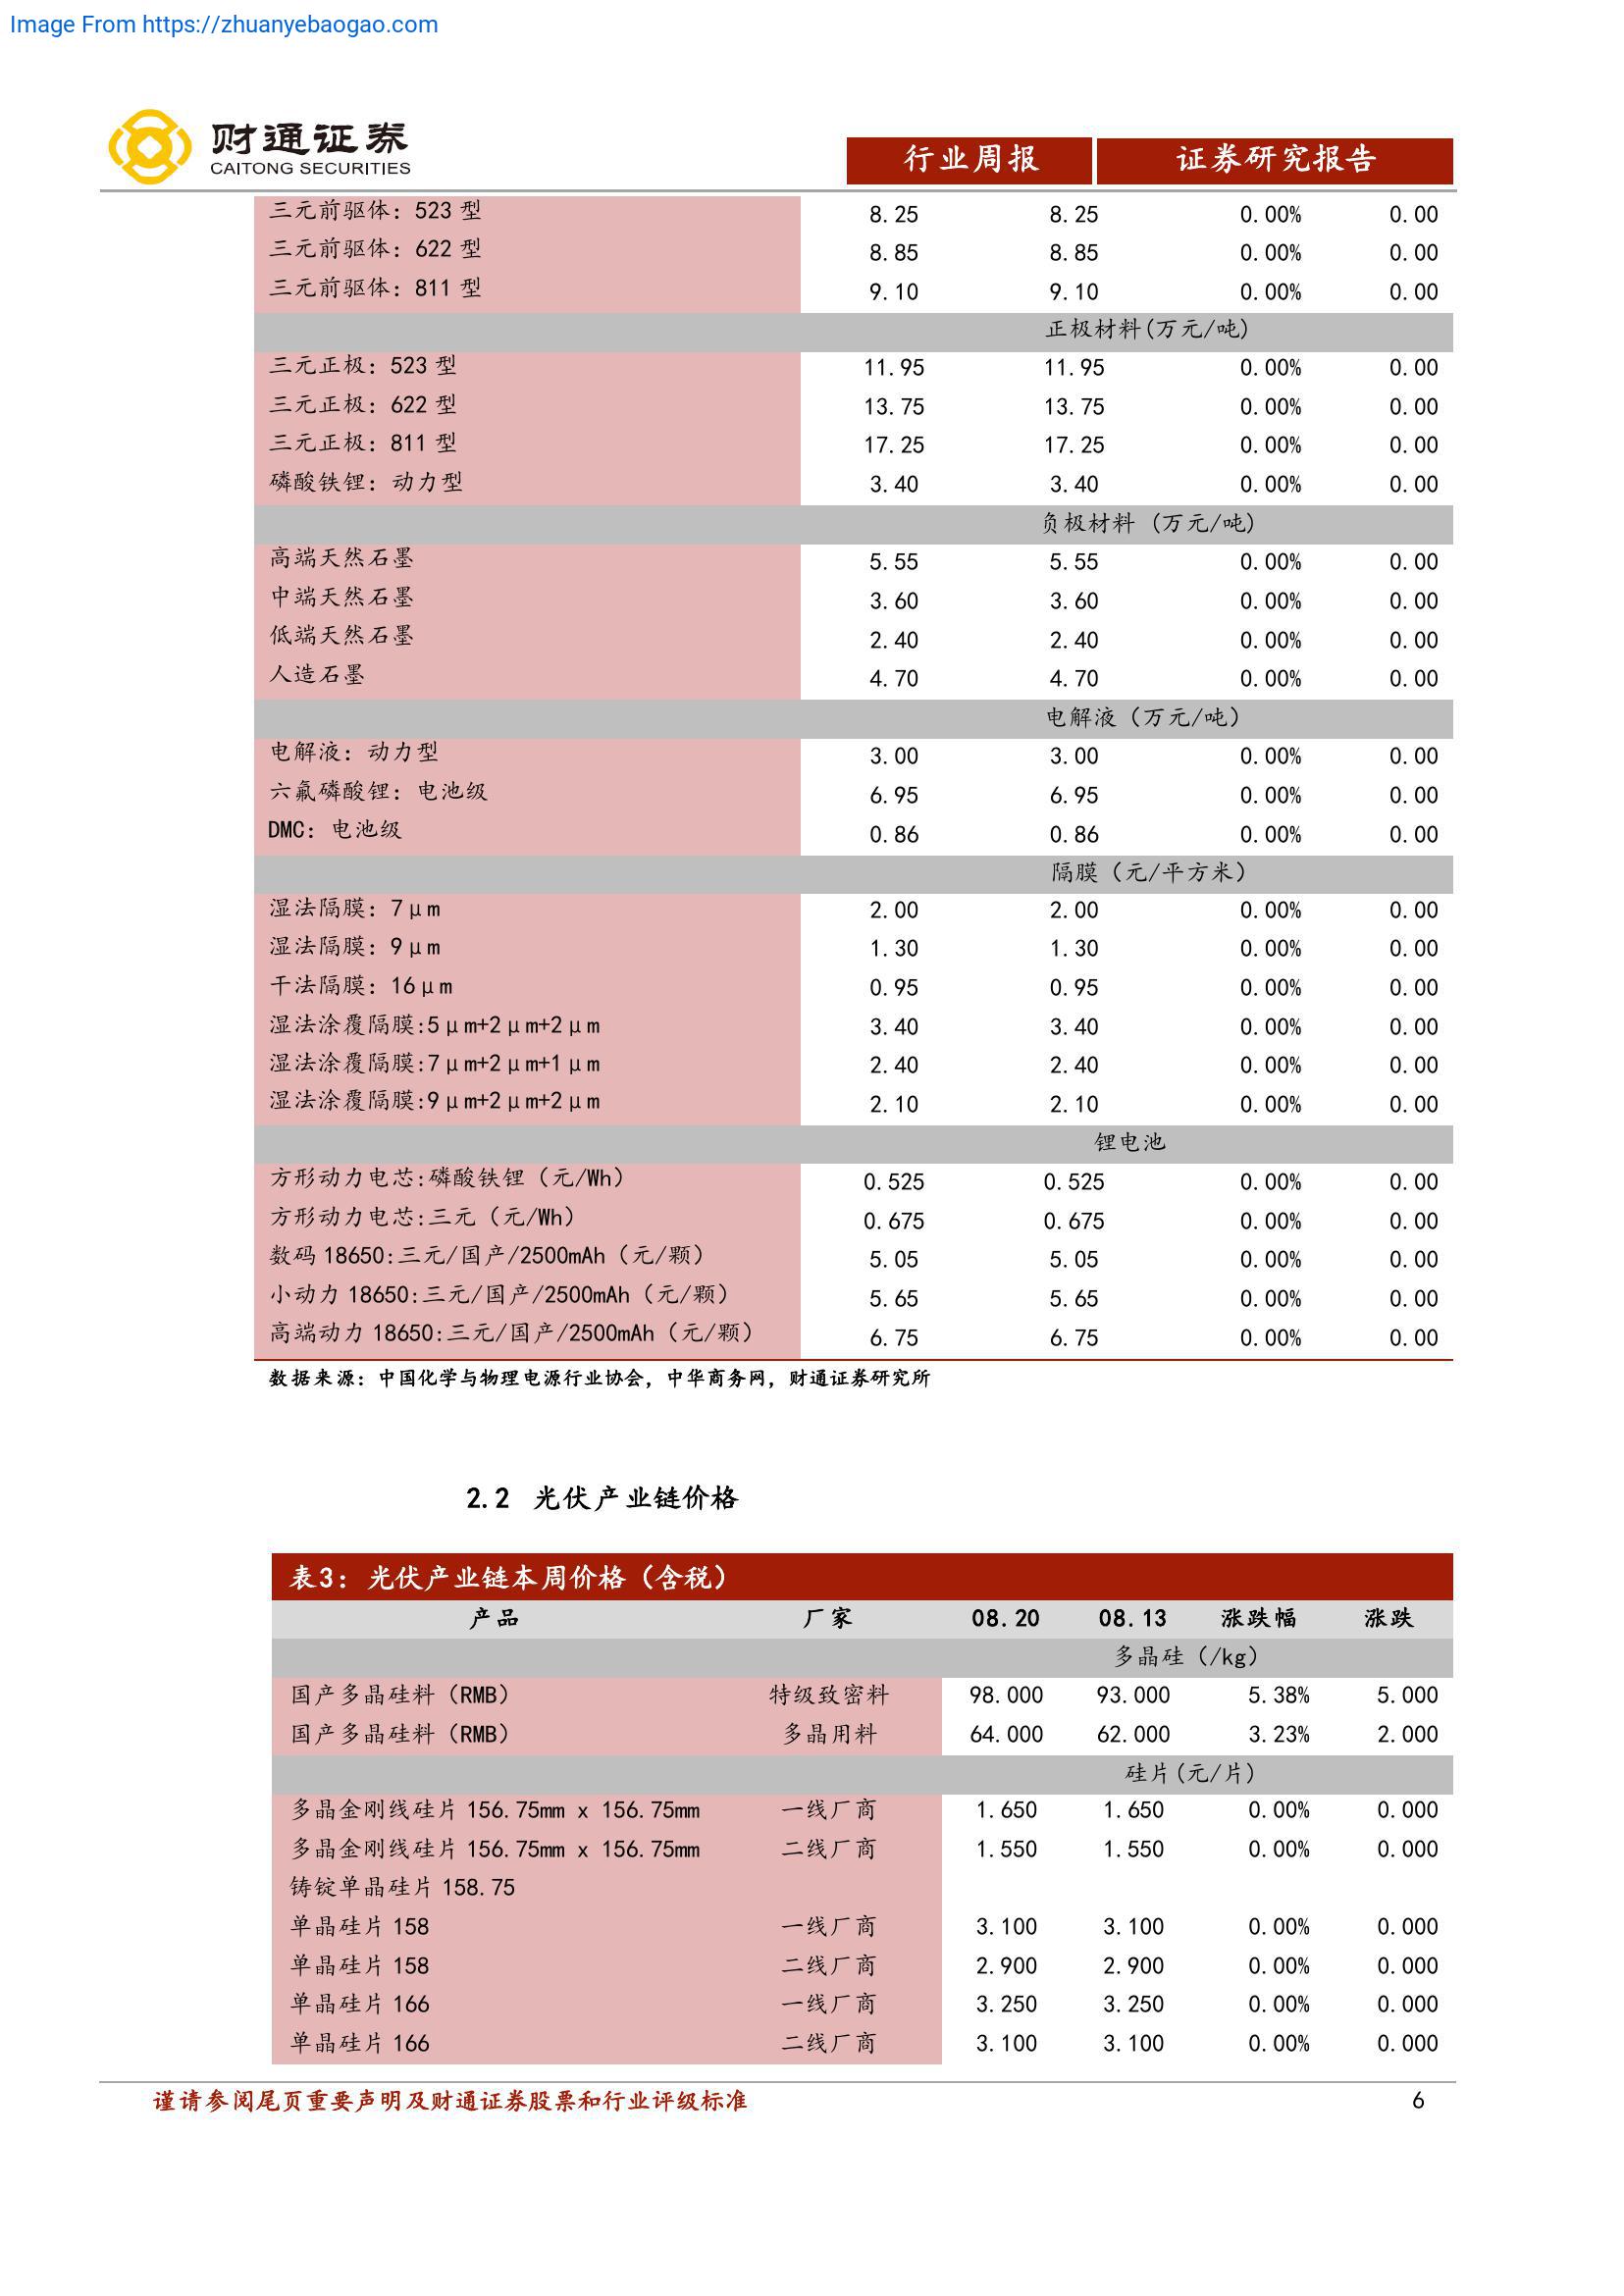 Image From https://zhuanyebaogao.com
财通证券
CAITONG SECURITIES
行业周报 证券研究报告
三元前驱体：523 型 8.25 8.25 0.00% 0.00
三元前驱体：622 型 8.85 8.85 0.00% 0.00
三元前驱体：811 型 9.10 9.10 0.00% 0.00
正极材料(万元/吨)
三元正极：523 型 11.95 11.95 0.00% 0.00
三元正极：622 型 13.75 13.75 0.00% 0.00
三元正极：811 型 17.25 17.25 0.00% 0.00
磷酸铁锂：动力型 3.40 3.40 0.00% 0.00
负极材料 (万元/吨)
高端天然石墨 5.55 5.55 0.00% 0.00
中端天然石墨 3.60 3.60 0.00% 0.00
低端天然石墨 2.40 2.40 0.00% 0.00
人造石墨 4.70 4.70 0.00% 0.00
电解液（万元/吨）
电解液：动力型 3.00 3.00 0.00% 0.00
六氟磷酸锂：电池级 6.95 6.95 0.00% 0.00
DMC：电池级 0.86 0.86 0.00% 0.00
隔膜（元/平方米）
湿法隔膜：7μm 2.00 2.00 0.00% 0.00
湿法隔膜：9μm 1.30 1.30 0.00% 0.00
干法隔膜：16μm 0.95 0.95 0.00% 0.00
湿法涂覆隔膜:5μm+2μm+2μm 3.40 3.40 0.00% 0.00
湿法涂覆隔膜:7μm+2μm+1μm 2.40 2.40 0.00% 0.00
湿法涂覆隔膜:9μm+2μm+2μm 2.10 2.10 0.00% 0.00
锂电池
方形动力电芯:磷酸铁锂（元/Wh） 0.525 0.525 0.00% 0.00
方形动力电芯:三元（元/Wh） 0.675 0.675 0.00% 0.00
数码 18650:三元/国产/2500mAh（元/颗） 5.05 5.05 0.00% 0.00
小动力 18650:三元/国产/2500mAh（元/颗） 5.65 5.65 0.00% 0.00
高端动力 18650:三元/国产/2500mAh（元/颗） 6.75 6.75 0.00% 0.00
数据来源：中国化学与物理电源行业协会，中华商务网，财通证券研究所
2.2 光伏产业链价格
表3：光伏产业链本周价格（含税）
产品 厂家 08.20 08.13 涨跌幅 涨跌
多晶硅（/kg）
国产多晶硅料（RMB） 特级致密料 98.000 93.000 5.38% 5.000
国产多晶硅料（RMB） 多晶用料 64.000 62.000 3.23% 2.000
硅片(元/片)
多晶金刚线硅片 156.75mm x 156.75mm 一线厂商 1.650 1.650 0.00% 0.000
多晶金刚线硅片 156.75mm x 156.75mm 二线厂商 1.550 1.550 0.00% 0.000
铸锭单晶硅片 158.75
单晶硅片 158 一线厂商 3.100 3.100 0.00% 0.000
单晶硅片 158 二线厂商 2.900 2.900 0.00% 0.000
单晶硅片 166 一线厂商 3.250 3.250 0.00% 0.000
单晶硅片 166 二线厂商 3.100 3.100 0.00% 0.000
谨请参阅尾页重要声明及财通证券股票和行业评级标准 6